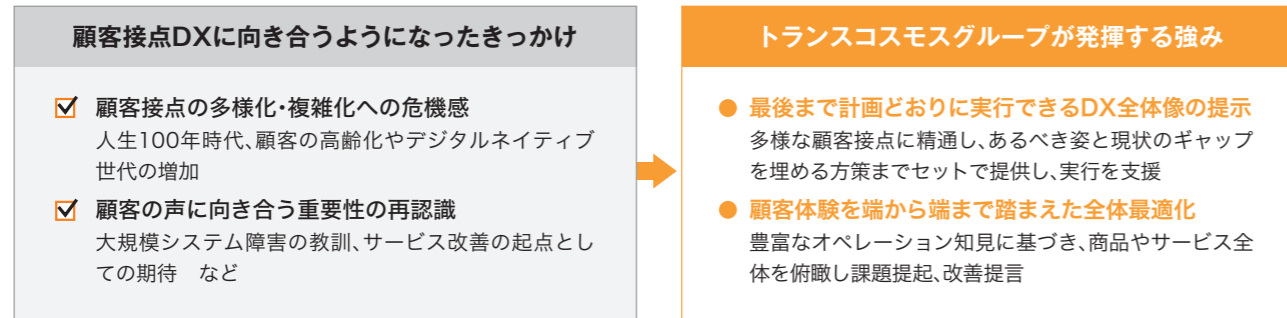 顧客接点DXに向き合うようになったきっかけ
顧客接点の多様化・複雑化への危機感
人生100年時代、顧客の高齢化やデジタルネイティブ
世代の増加
顧客の声に向き合う重要性の再認識
大規模システム障害の教訓、サービス改善の起点とし
ての期待　など
トランスコスモスグループが発揮する強み
● 最後まで計画どおりに実行できるDX全体像の提示
多様な顧客接点に精通し、あるべき姿と現状のギャップ
を埋める方策までセットで提供し、実行を支援
● 顧客体験を端から端まで踏まえた全体最適化
豊富なオペレーション知見に基づき、商品やサービス全
体を俯瞰し課題提起、改善提言